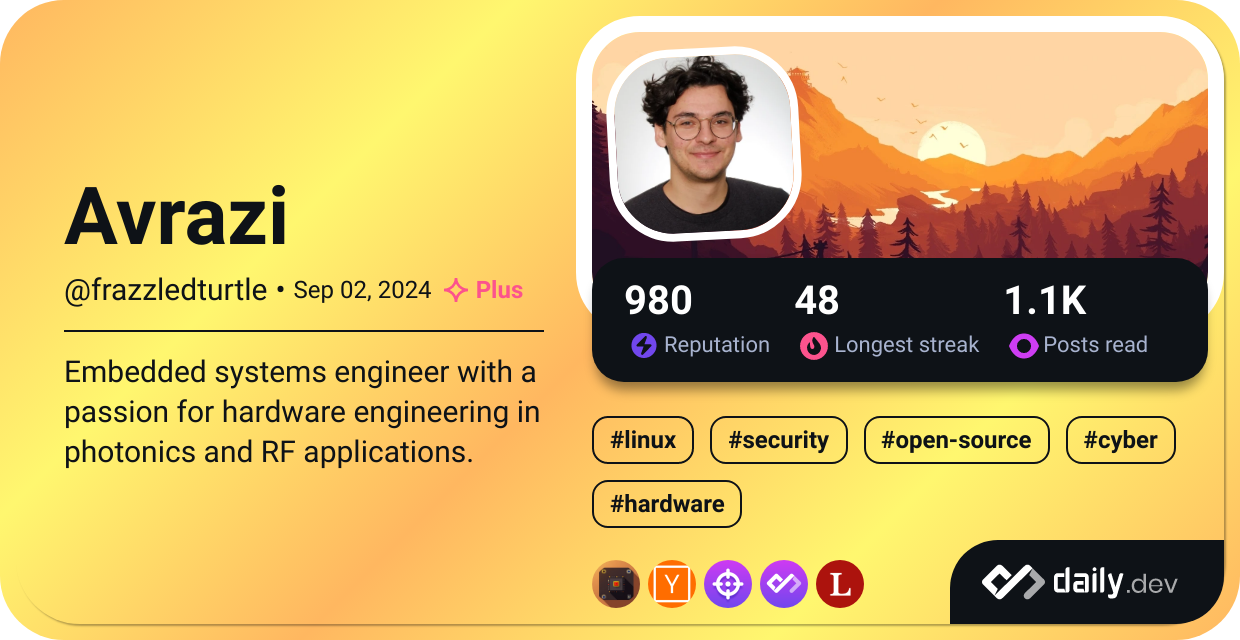 Avrazi
@frazzledturtle • Sep 02, 2024 Plus
Embedded systems engineer with a
passion for hardware engineering in
photonics and RF applications.
980 48 1.1K
Reputation Longest streak Posts read
#linux #security #open-source #cyber
#hardware
Y L
daily.dev